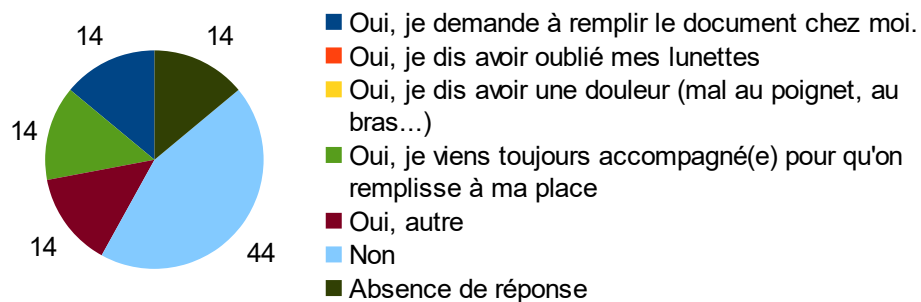 14
14
14
14
44
Oui, je demande à remplir le document chez moi.
Oui, je dis avoir oublié mes lunettes
Oui, je dis avoir une douleur (mal au poignet, au
bras...)
Oui, je viens toujours accompagné(e) pour qu'on
remplisse à ma place
Oui, autre
Non
Absence de réponse